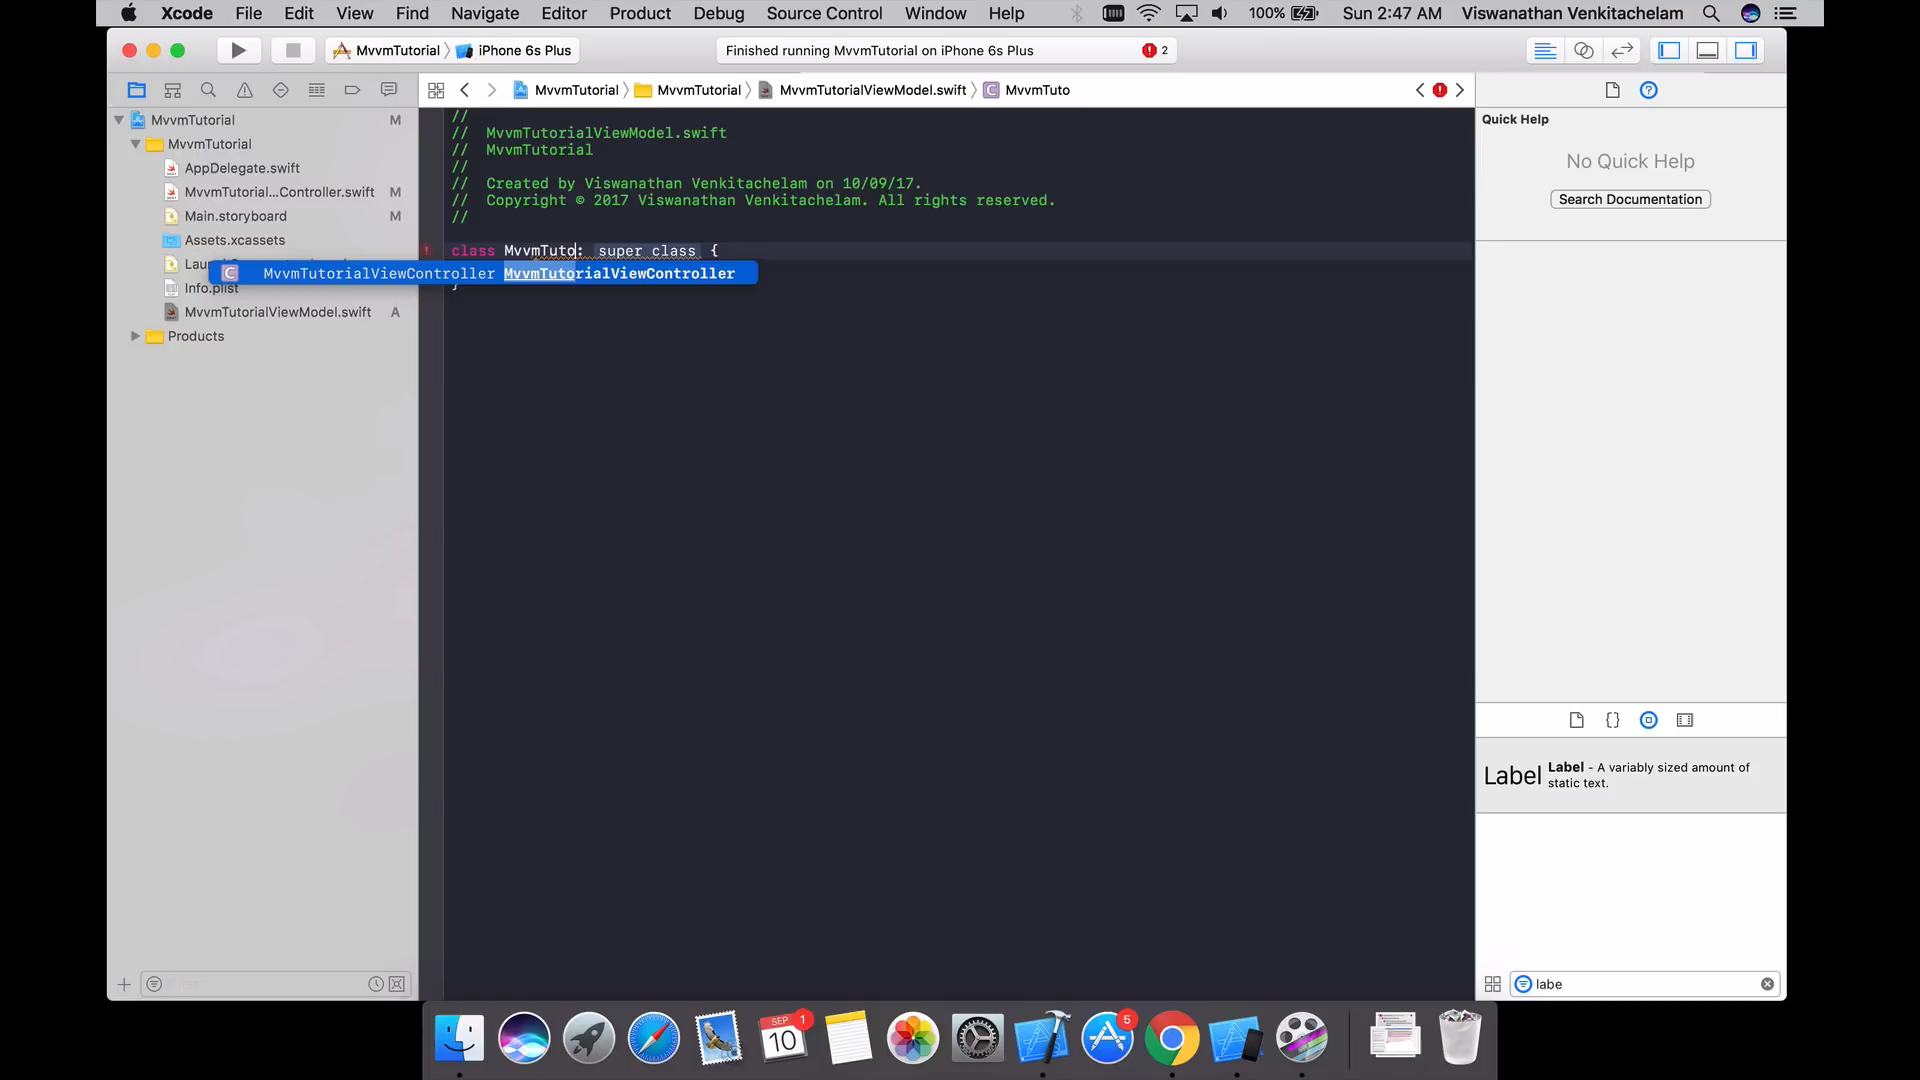 Xcode File Edit View Find Navigate Editor Product Debug Source Control Window Help 100% Sun 2:47 AM Viswanathan Venkitachelam
MvvmTutorial iPhone 6s Plus
Finished running MvvmTutorial on iPhone 6s Plus 2
MvvmTutorial MvvmTutorial MvvmTutorialViewModel.swift C MvvmTuto
MvvmTutorial M
MvvmTutorial
AppDelegate.swift
MvvmTutorial...Controller.swift M
Main.storyboard M
Assets.xcassets
Info.plist
MvvmTutorialViewModel.swift A
Products
//
// MvvmTutorialViewModel.swift
// MvvmTutorial
//
// Created by Viswanathan Venkitachelam on 10/09/17.
// Copyright © 2017 Viswanathan Venkitachelam. All rights reserved.
//
class MvvmTuto: super class {
C MvvmTutorialViewController MvvmTutorialViewController
}
Quick Help
No Quick Help
Search Documentation
Label Label - A variably sized amount of
static text.
labe
SEP 1
10
5